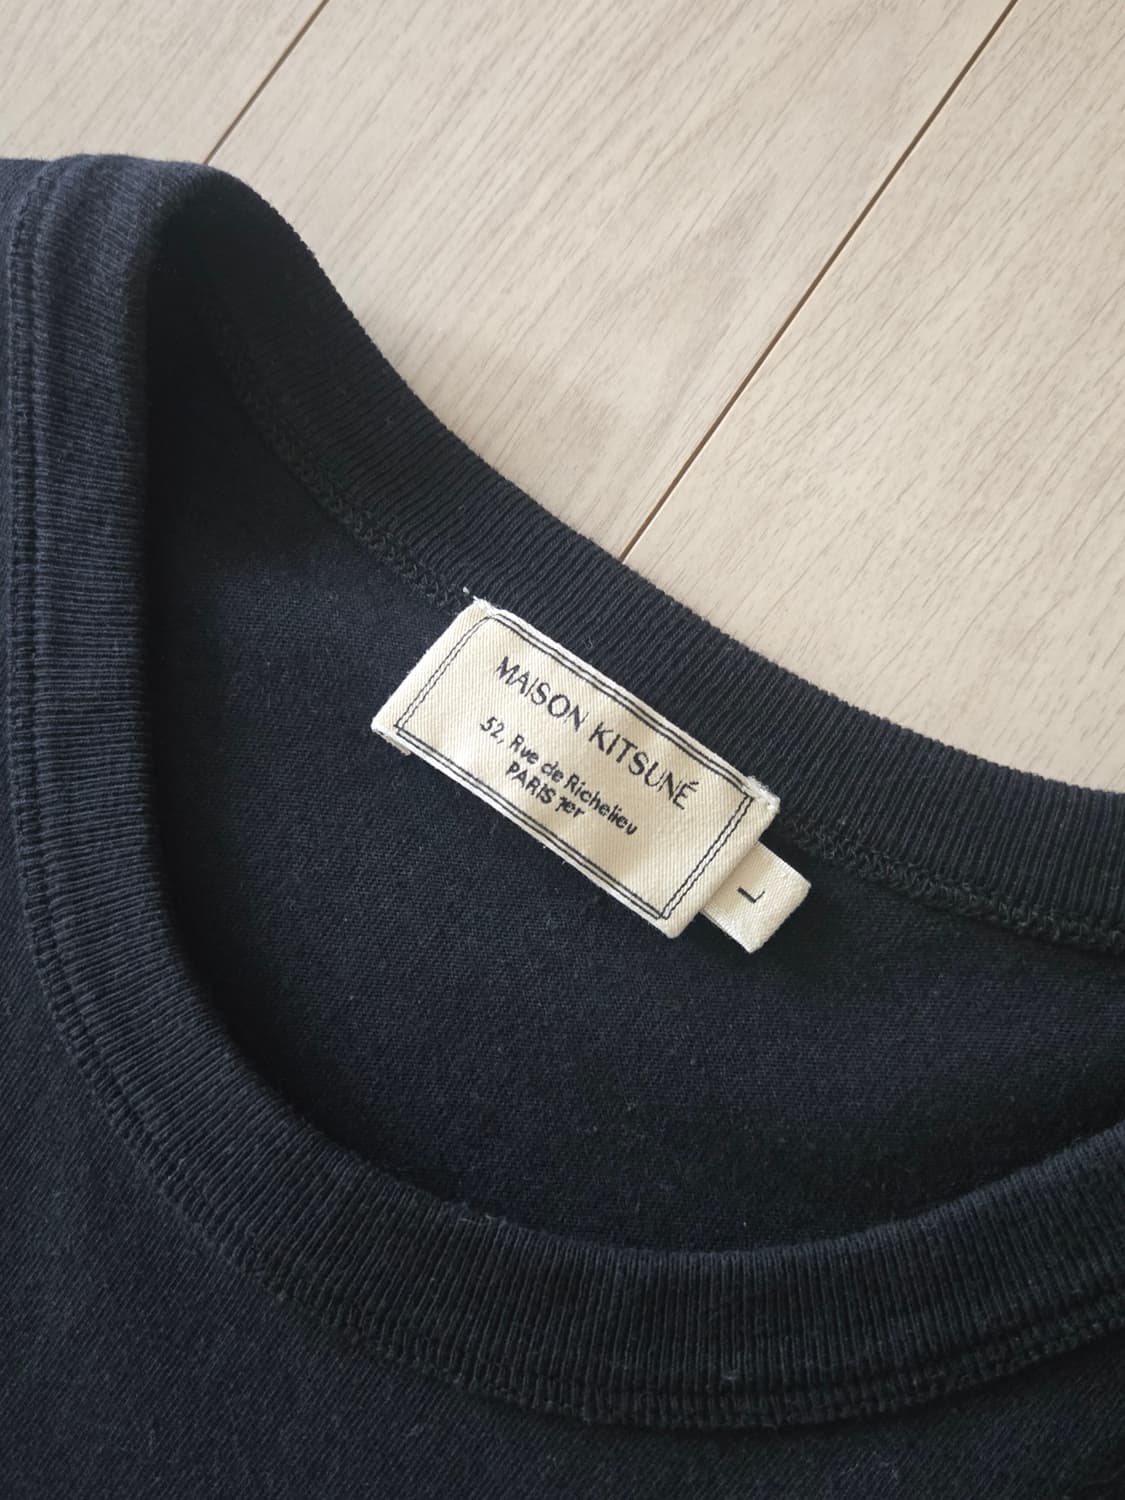 MAISON KITSUNÉ
52, Rue de Richelieu
PARIS 1er
L